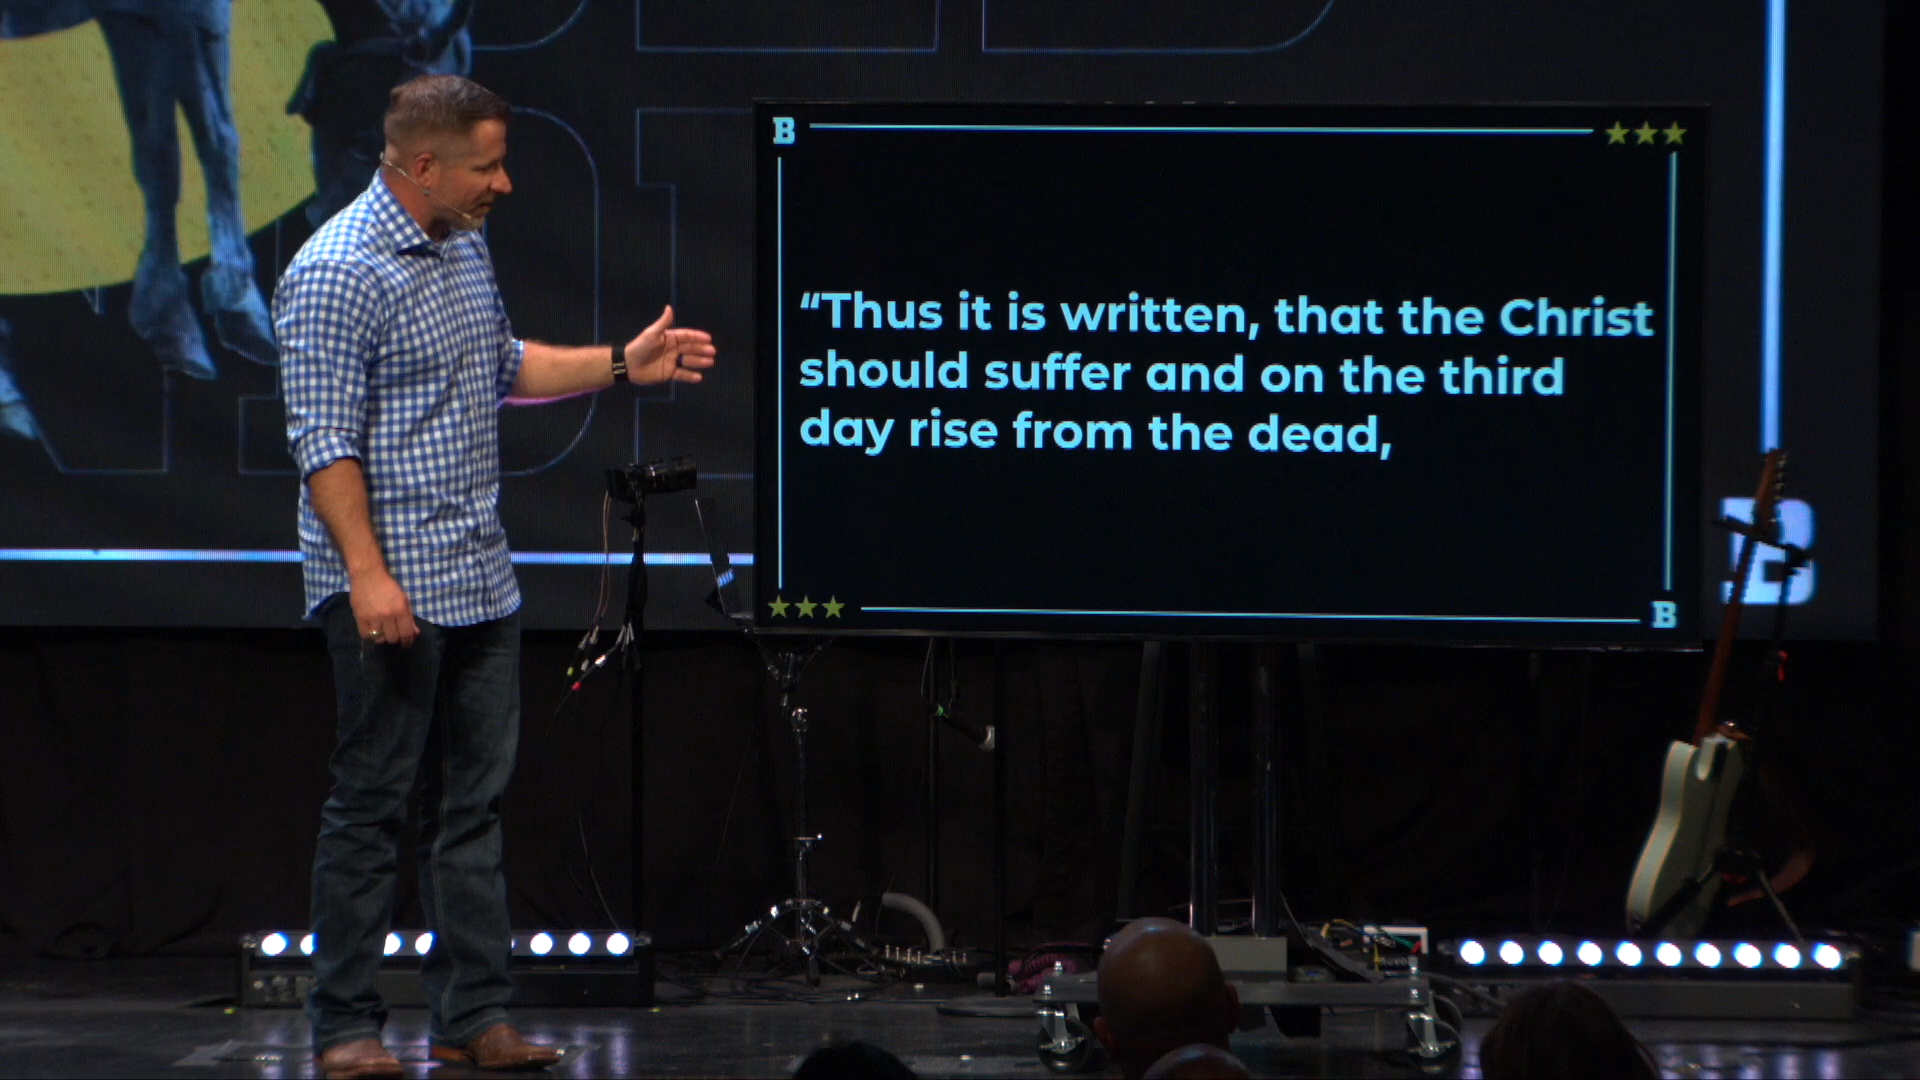 B
“Thus it is written, that the Christ
should suffer and on the third
day rise from the dead,
B
B